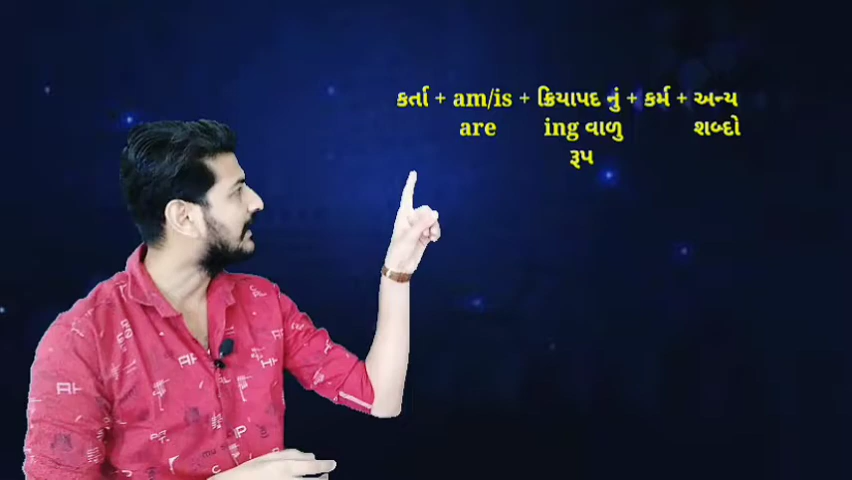 કર્તા + am/is + ક્રિયાપદ નું + કર્મ + અન્ય
are ing વાળુ શબ્દો
રૂપ